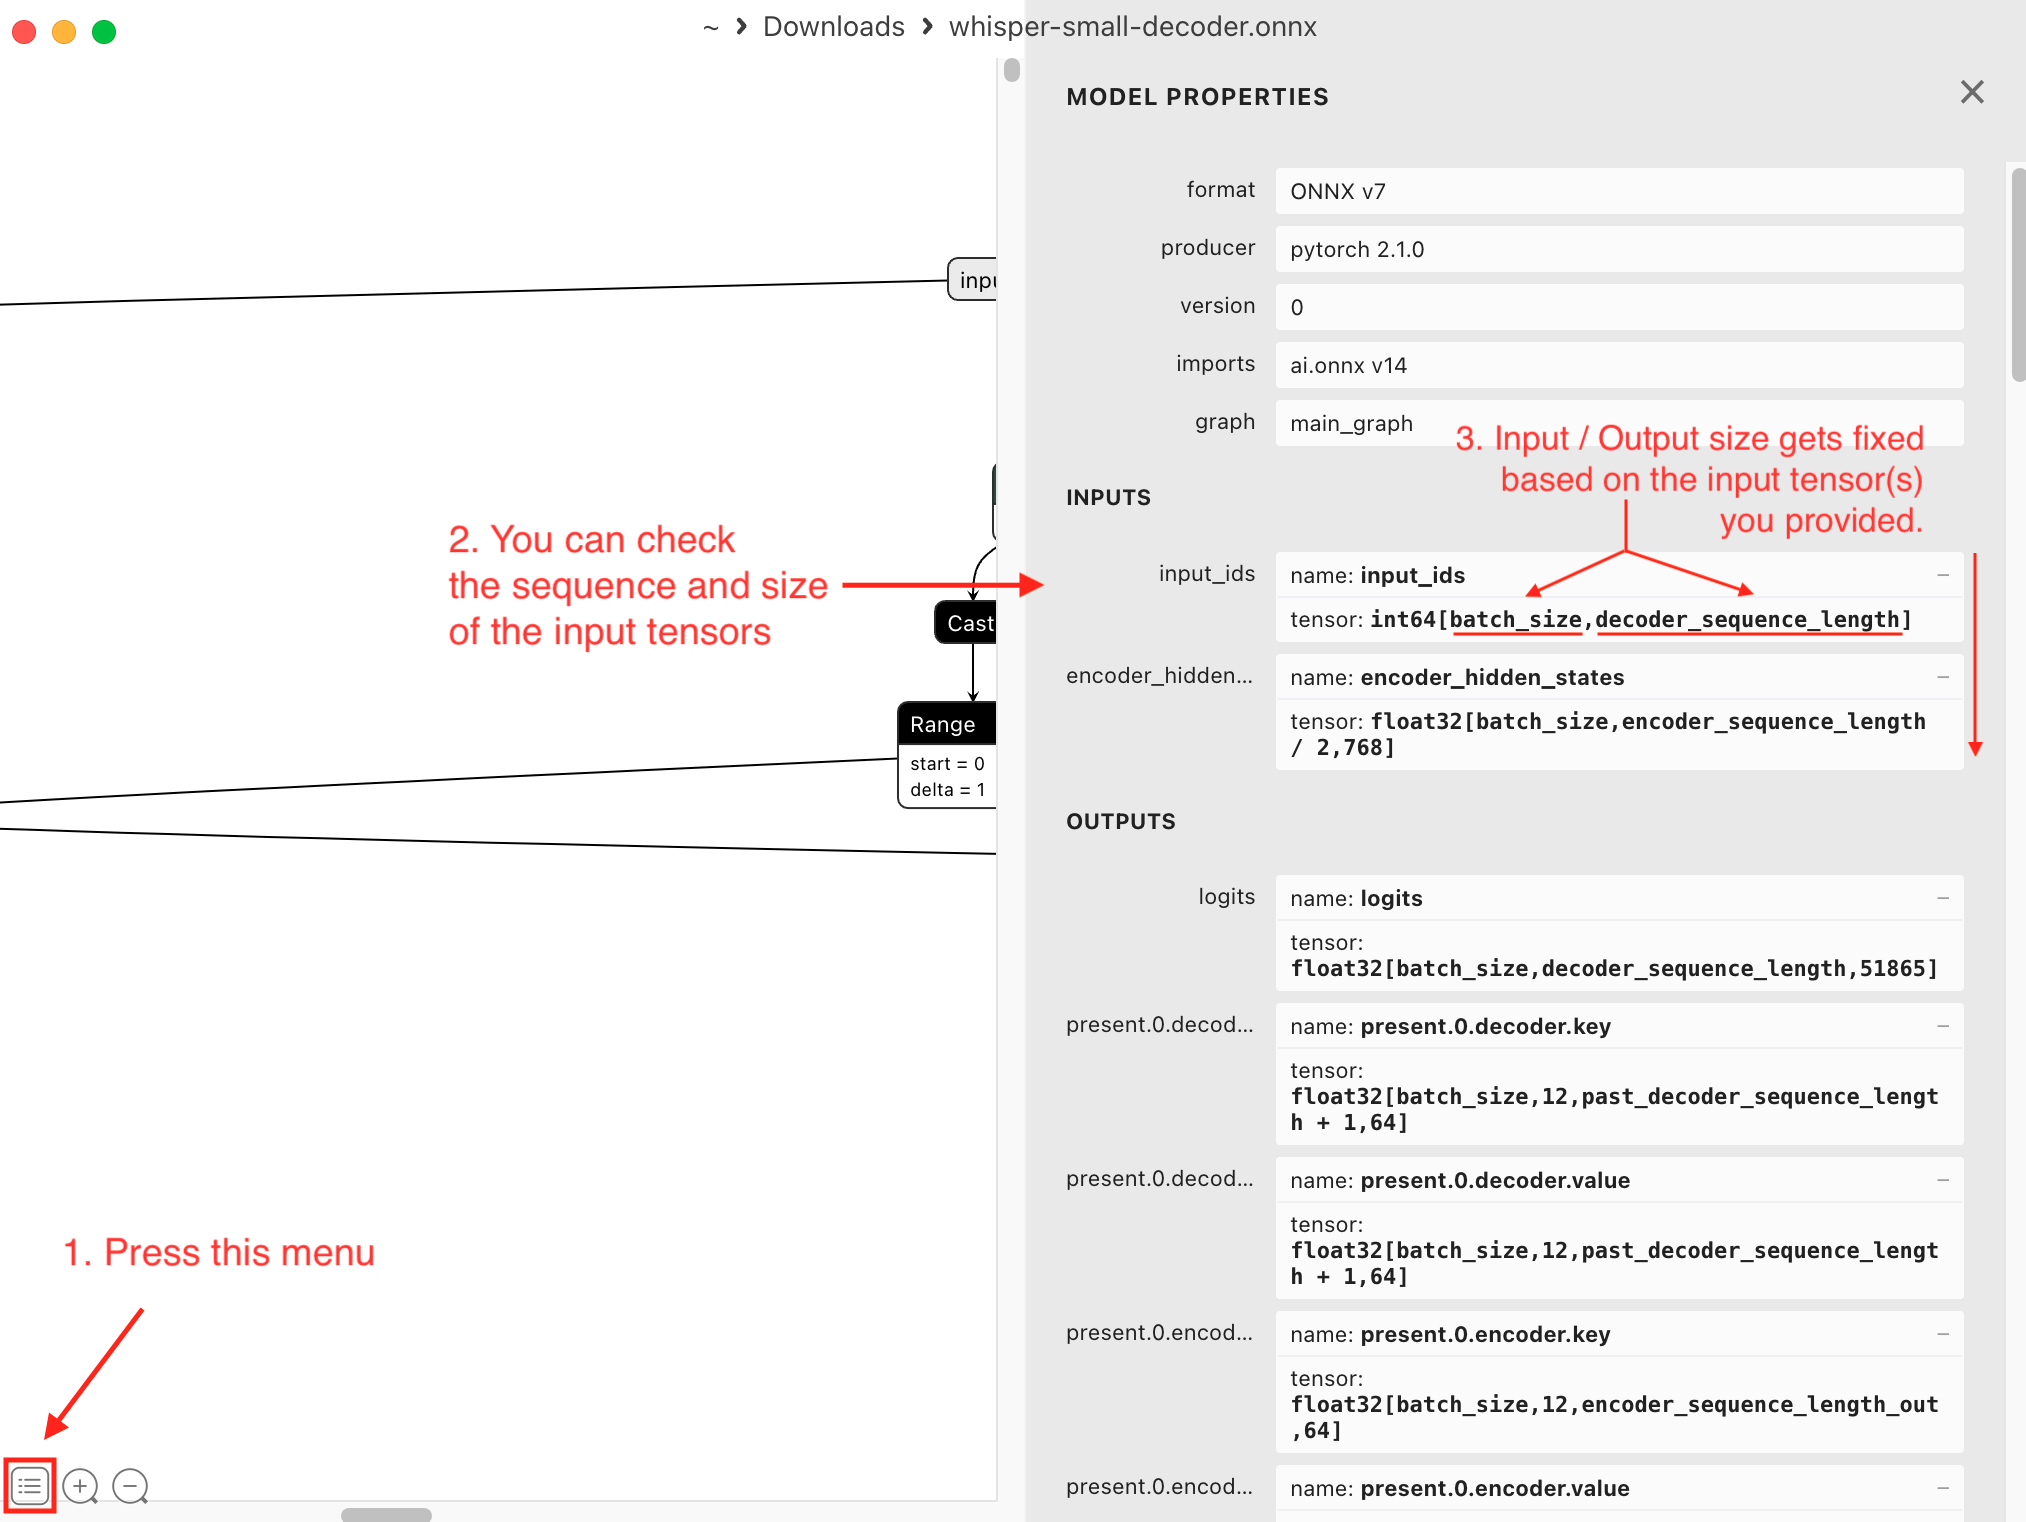 ~ › Downloads › whisper-small-decoder.onnx
MODEL PROPERTIES
format
ONNX v7
producer
pytorch 2.1.0
version
0
imports
ai.onnx v14
graph
main_graph
3. Input / Output size gets fixed
based on the input tensor(s)
you provided.
INPUTS
input_ids
name: input_ids
tensor: int64[batch_size,decoder_sequence_length]
encoder_hidden...
name: encoder_hidden_states
tensor: float32[batch_size,encoder_sequence_length
/ 2,768]
OUTPUTS
logits
name: logits
tensor:
float32[batch_size,decoder_sequence_length,51865]
present.0.decod...
name: present.0.decoder.key
tensor:
float32[batch_size,12,past_decoder_sequence_lengt
h + 1,64]
present.0.decod...
name: present.0.decoder.value
tensor:
float32[batch_size,12,past_decoder_sequence_lengt
h + 1,64]
present.0.encod...
name: present.0.encoder.key
tensor:
float32[batch_size,12,encoder_sequence_length_out
,64]
present.0.encod...
name: present.0.encoder.value
2. You can check
the sequence and size
of the input tensors
Cast
Range
start = 0
delta = 1
1. Press this menu